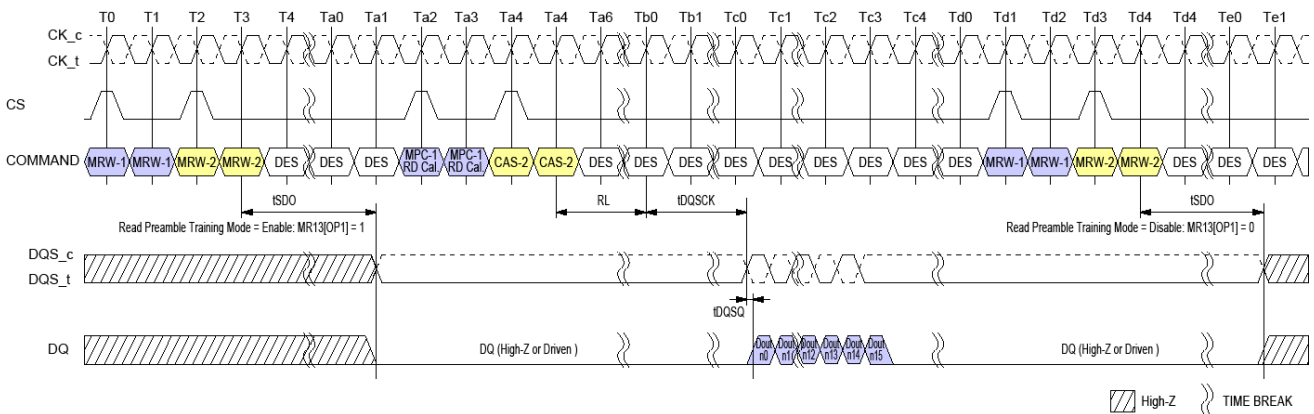 T0 T1 T2 T3 T4 Ta0 Ta1 Ta2 Ta3 Ta4 Ta4 Ta6 Tb0 Tb1 Tc0 Tc1 Tc2 Tc3 Tc4 Td0 Td1 Td2 Td3 Td4 Td4 Te0 Te1
CK_c
CK_t
CS
COMMAND MRW-1 MRW-1 MRW-2 MRW-2 DES DES DES MPC-1 RD Cal. MPC-1 RD Cal. CAS-2 CAS-2 DES DES DES DES DES DES DES DES DES MRW-1 MRW-1 MRW-2 MRW-2 DES DES DES
tSDO RL tDQSCK tSDO
Read Preamble Training Mode = Enable: MR13[OP1] = 1 Read Preamble Training Mode = Disable: MR13[OP1] = 0
DQS_c
DQS_t
tDQSQ
DQ DQ (High-Z or Driven ) Dout n0 Dout n1 Dout n12 Dout n13 Dout n14 Dout n15 DQ (High-Z or Driven )
High-Z TIME BREAK